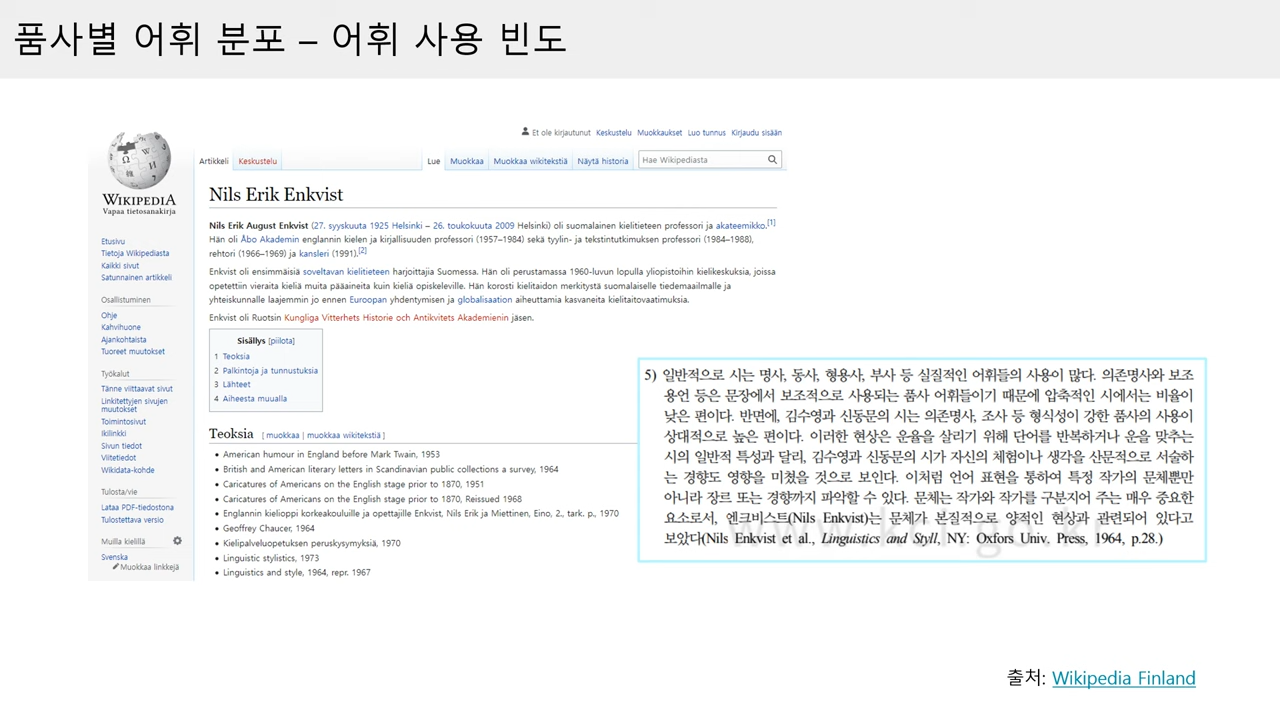 품사별 어휘 분포 – 어휘 사용 빈도
Et ole kirjautunut Keskustelu Muokkaukset Luo tunnus Kirjaudu sisään
Artikkeli Keskustelu Lue Muokkaa Muokkaa wikitekstiä Näytä historia Hae Wikipediasta
WIKIPEDIA
Vapaa tietosanakirja
Etusivu
Tietoja Wikipediasta
Kaikki sivut
Satunnainen artikkeli
Osallistuminen
Ohje
Kahvihuone
Ajankohtaista
Tuoreet muutokset
Työkalut
Tänne viittaavat sivut
Linkitettyjen sivujen
muutokset
Toimintosivut
Ikilinkki
Sivun tiedot
Viitetiedot
Wikidata-kohde
Tulosta/vie
Lataa PDF-tiedostona
Tulostettava versio
Muilla kielillä
Svenska
Muokkaa linkkejä
Nils Erik Enkvist
Nils Erik August Enkvist (27. syyskuuta 1925 Helsinki – 26. toukokuuta 2009 Helsinki) oli suomalainen kielitieteen professori ja akateemikko.[1]
Hän oli Åbo Akademin englannin kielen ja kirjallisuuden professori (1957–1984) sekä tyylin- ja tekstintutkimuksen professori (1984–1988),
rehtori (1966–1969) ja kansleri (1991).[2]
Enkvist oli ensimmäisiä soveltavan kielitieteen harjoittajia Suomessa. Hän oli perustamassa 1960-luvun lopulla yliopistoihin kielikeskuksia, joissa
opetettiin vieraita kieliä muita pääaineita kuin kieliä opiskeleville. Hän korosti kielitaidon merkitystä suomalaiselle tiedemaailmalle ja
yhteiskunnalle laajemmin jo ennen Euroopan yhdentymisen ja globalisaation aiheuttamia kasvaneita kielitaitovaatimuksia.
Enkvist oli Ruotsin Kungliga Vitterhets Historie och Antikvitets Akademienin jäsen.
Sisällys [piilota]
1 Teoksia
2 Palkintoja ja tunnustuksia
3 Lähteet
4 Aiheesta muualla
Teoksia [ muokkaa | muokkaa wikitekstiä ]
• American humour in England before Mark Twain, 1953
• British and American literary letters in Scandinavian public collections a survey, 1964
• Caricatures of Americans on the English stage prior to 1870, 1951
• Caricatures of Americans on the English stage prior to 1870, Reissued 1968
• Englannin kielioppi korkeakouluille ja opettajille Enkvist, Nils Erik ja Miettinen, Eino, 2., tark. p., 1970
• Geoffrey Chaucer, 1964
• Kielipalveluopetuksen peruskysymyksiä, 1970
• Linguistic stylistics, 1973
• Linguistics and style, 1964, repr. 1967
5) 일반적으로 시는 명사, 동사, 형용사, 부사 등 실질적인 어휘들의 사용이 많다. 의존명사와 보조
용언 등은 문장에서 보조적으로 사용되는 품사 어휘들이기 때문에 압축적인 시에서는 비율이
낮은 편이다. 반면에, 김수영과 신동문의 시는 의존명사, 조사 등 형식성이 강한 품사의 사용이
상대적으로 높은 편이다. 이러한 현상은 운율을 살리기 위해 단어를 반복하거나 운을 맞추는
시의 일반적 특성과 달리, 김수영과 신동문의 시가 자신의 체험이나 생각을 산문적으로 서술하
는 경향도 영향을 미쳤을 것으로 보인다. 이처럼 언어 표현을 통하여 특정 작가의 문체뿐만
아니라 장르 또는 경향까지 파악할 수 있다. 문체는 작가와 작가를 구분지어 주는 매우 중요한
요소로서, 엔크비스트(Nils Enkvist)는 문체가 본질적으로 양적인 현상과 관련되어 있다고
보았다(Nils Enkvist et al., Linguistics and Styll, NY: Oxfors Univ. Press, 1964, p.28.)
www.kci.go.kr
출처: Wikipedia Finland